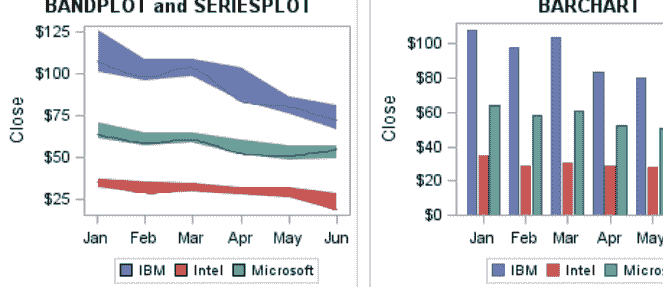 BANDPLOT and SERIESPLOT
$125
$100
$75
$50
$25
Close
Jan Feb Mar Apr May Jun
IBM Intel Microsoft
BARCHART
$100
$80
$60
$40
$20
$0
Close
Jan Feb Mar Apr May
IBM Intel Micros